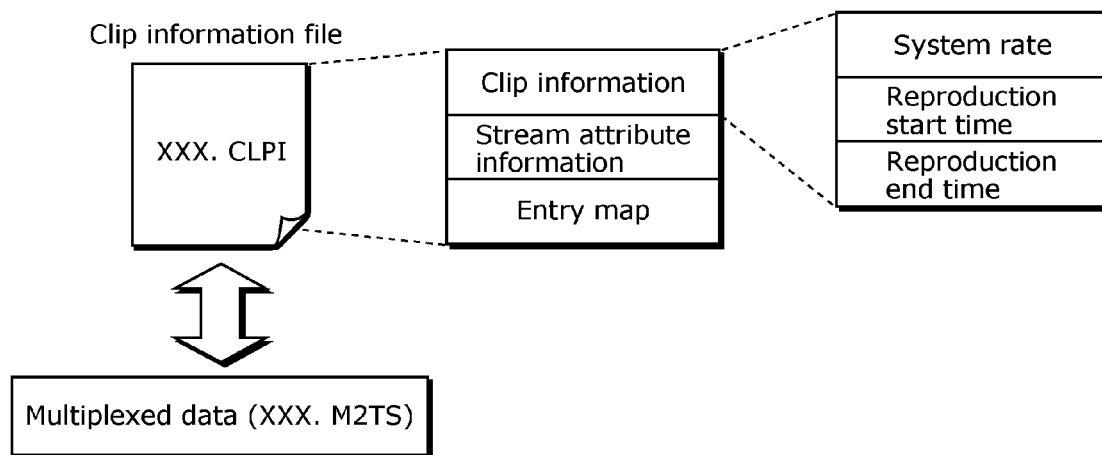 Clip information file
XXX. CLPI
Clip information
Stream attribute
information
Entry map
System rate
Reproduction
start time
Reproduction
end time
Multiplexed data (XXX. M2TS)